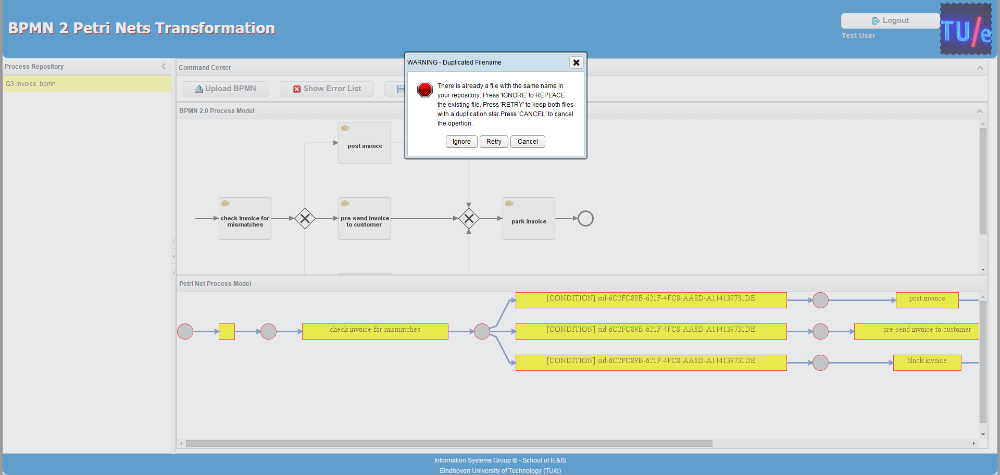 BPMN 2 Petri Nets Transformation
Logout
Test User
TU/e
Process Repository
Q3-invoice .bpmn
Command Center
Upload BPMN
Show Error List
WARNING - Duplicated Filename
There is already a file with the same name in
your repository. Press 'IGNORE' to REPLACE
the existing file. Press 'RETRY' to keep both files
with a duplication star.Press 'CANCEL' to cancel
the opertion.
Ignore
Retry
Cancel
BPMN 2.0 Process Model
post invoice
check invoice for
mismatches
pre-send invoice
to customer
park invoice
Petri Net Process Model
[CONDITION] sid-6C2FC89B-621F-4FC8-AA8D-A114139731DE
post invoice
check invoice for mismatches
[CONDITION] sid-6C2FC89B-621F-4FC8-AA8D-A114139731DE
pre-send invoice to customer
[CONDITION] sid-6C2FC89B-621F-4FC8-AA8D-A114139731DE
block invoice
Information Systems Group © - School of IE&IS
Eindhoven University of Technology (TU/e)